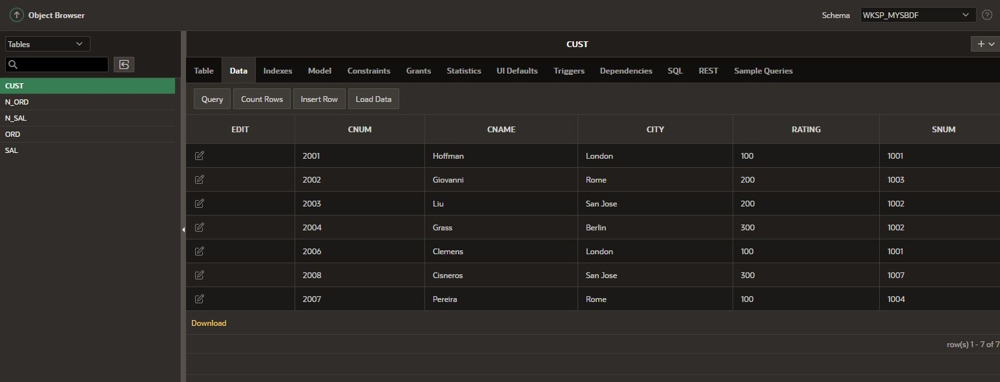 Object Browser
Schema WKSP_MYSBDF
Tables
CUST
N_ORD
N_SAL
ORD
SAL
CUST
Table Data Indexes Model Constraints Grants Statistics UI Defaults Triggers Dependencies SQL REST Sample Queries
Query Count Rows Insert Row Load Data
EDIT CNUM CNAME CITY RATING SNUM
2001 Hoffman London 100 1001
2002 Giovanni Rome 200 1003
2003 Liu San Jose 200 1002
2004 Grass Berlin 300 1002
2006 Clemens London 100 1001
2008 Cisneros San Jose 300 1007
2007 Pereira Rome 100 1004
Download
row(s) 1 - 7 of 7